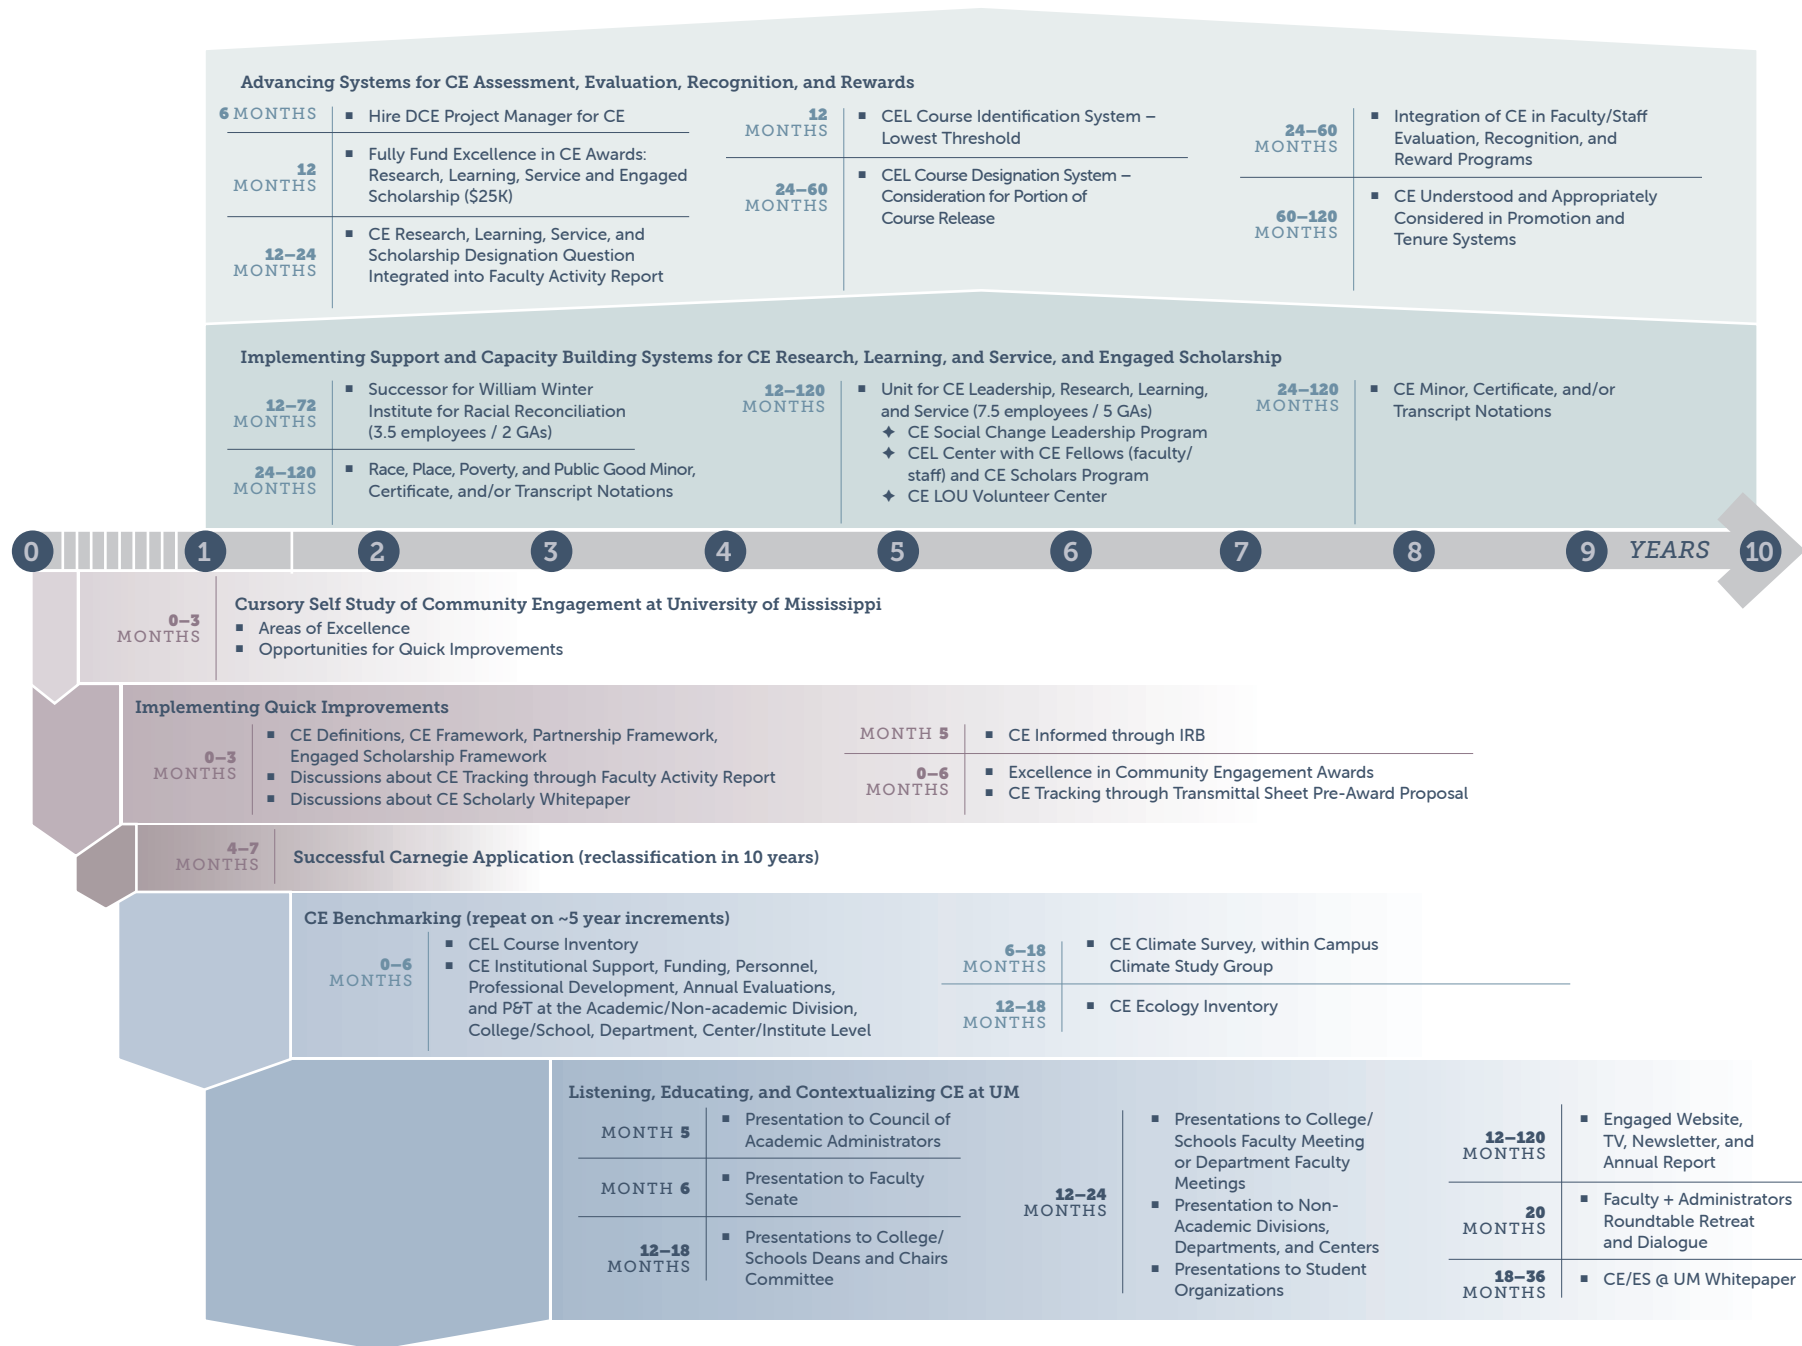 Advancing Systems for CE Assessment, Evaluation, Recognition, and Rewards
6 MONTHS
▪ Hire DCE Project Manager for CE
12
MONTHS
▪ Fully Fund Excellence in CE Awards:
Research, Learning, Service and Engaged
Scholarship ($25K)
12–24
MONTHS
▪ CE Research, Learning, Service, and
Scholarship Designation Question
Integrated into Faculty Activity Report
12
MONTHS
▪ CEL Course Identification System –
Lowest Threshold
24–60
MONTHS
▪ CEL Course Designation System –
Consideration for Portion of
Course Release
24–60
MONTHS
▪ Integration of CE in Faculty/Staff
Evaluation, Recognition, and
Reward Programs
60–120
MONTHS
▪ CE Understood and Appropriately
Considered in Promotion and
Tenure Systems
Implementing Support and Capacity Building Systems for CE Research, Learning, and Service, and Engaged Scholarship
12–72
MONTHS
▪ Successor for William Winter
Institute for Racial Reconciliation
(3.5 employees / 2 GAs)
24–120
MONTHS
▪ Race, Place, Poverty, and Public Good Minor,
Certificate, and/or Transcript Notations
12–120
MONTHS
▪ Unit for CE Leadership, Research, Learning,
and Service (7.5 employees / 5 GAs)
✦ CE Social Change Leadership Program
✦ CEL Center with CE Fellows (faculty/
staff) and CE Scholars Program
✦ CE LOU Volunteer Center
24–120
MONTHS
▪ CE Minor, Certificate, and/or
Transcript Notations
0 1 2 3 4 5 6 7 8 9 YEARS 10
0–3
MONTHS
Cursory Self Study of Community Engagement at University of Mississippi
▪ Areas of Excellence
▪ Opportunities for Quick Improvements
Implementing Quick Improvements
0–3
MONTHS
▪ CE Definitions, CE Framework, Partnership Framework,
Engaged Scholarship Framework
▪ Discussions about CE Tracking through Faculty Activity Report
▪ Discussions about CE Scholarly Whitepaper
MONTH 5
▪ CE Informed through IRB
0–6
MONTHS
▪ Excellence in Community Engagement Awards
▪ CE Tracking through Transmittal Sheet Pre-Award Proposal
4–7
MONTHS
Successful Carnegie Application (reclassification in 10 years)
CE Benchmarking (repeat on ~5 year increments)
0–6
MONTHS
▪ CEL Course Inventory
▪ CE Institutional Support, Funding, Personnel,
Professional Development, Annual Evaluations,
and P&T at the Academic/Non-academic Division,
College/School, Department, Center/Institute Level
6–18
MONTHS
▪ CE Climate Survey, within Campus
Climate Study Group
12–18
MONTHS
▪ CE Ecology Inventory
Listening, Educating, and Contextualizing CE at UM
MONTH 5
▪ Presentation to Council of
Academic Administrators
MONTH 6
▪ Presentation to Faculty
Senate
12–18
MONTHS
▪ Presentations to College/
Schools Deans and Chairs
Committee
12–24
MONTHS
▪ Presentations to College/
Schools Faculty Meeting
or Department Faculty
Meetings
▪ Presentation to Non-
Academic Divisions,
Departments, and Centers
▪ Presentations to Student
Organizations
12–120
MONTHS
▪ Engaged Website,
TV, Newsletter, and
Annual Report
20
MONTHS
▪ Faculty + Administrators
Roundtable Retreat
and Dialogue
18–36
MONTHS
▪ CE/ES @ UM Whitepaper